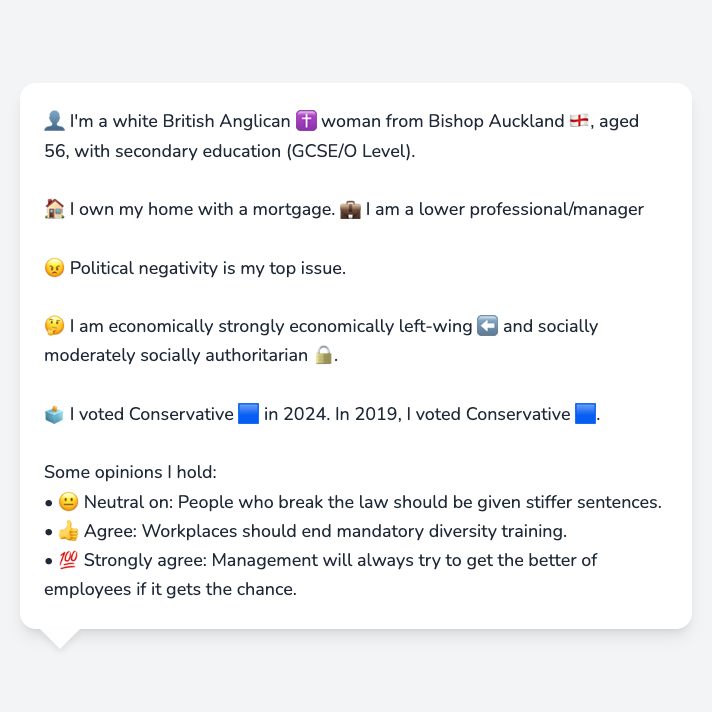 👤 I'm a white British Anglican ✝️ woman from Bishop Auckland 🏴󠁧󠁢󠁥󠁮󠁧󠁿, aged
56, with secondary education (GCSE/O Level).
🏠 I own my home with a mortgage. 💼 I am a lower professional/manager
😠 Political negativity is my top issue.
🤔 I am economically strongly economically left-wing ⬅️ and socially
moderately socially authoritarian 🔒.
🗳️ I voted Conservative 🟦 in 2024. In 2019, I voted Conservative 🟦.
Some opinions I hold:
• 😐 Neutral on: People who break the law should be given stiffer sentences.
• 👍 Agree: Workplaces should end mandatory diversity training.
• 💯 Strongly agree: Management will always try to get the better of
employees if it gets the chance.